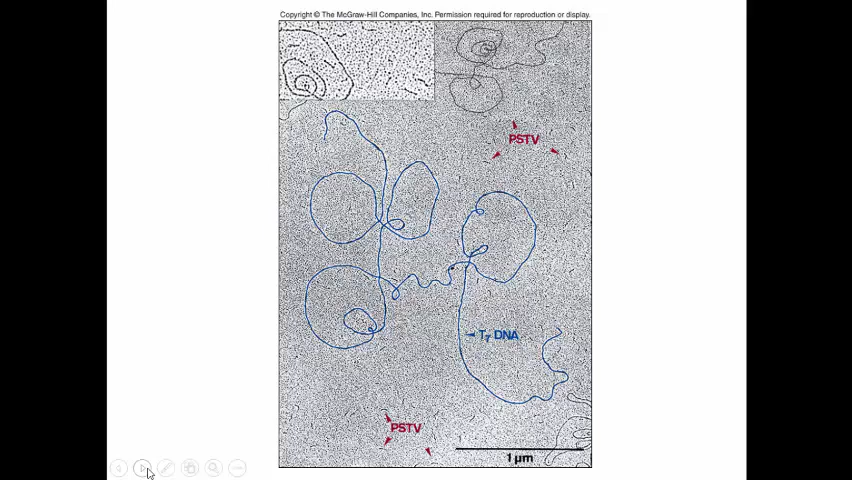 Copyright © The McGraw-Hill Companies, Inc. Permission required for reproduction or display.
PSTV
T7 DNA
PSTV
1 µm